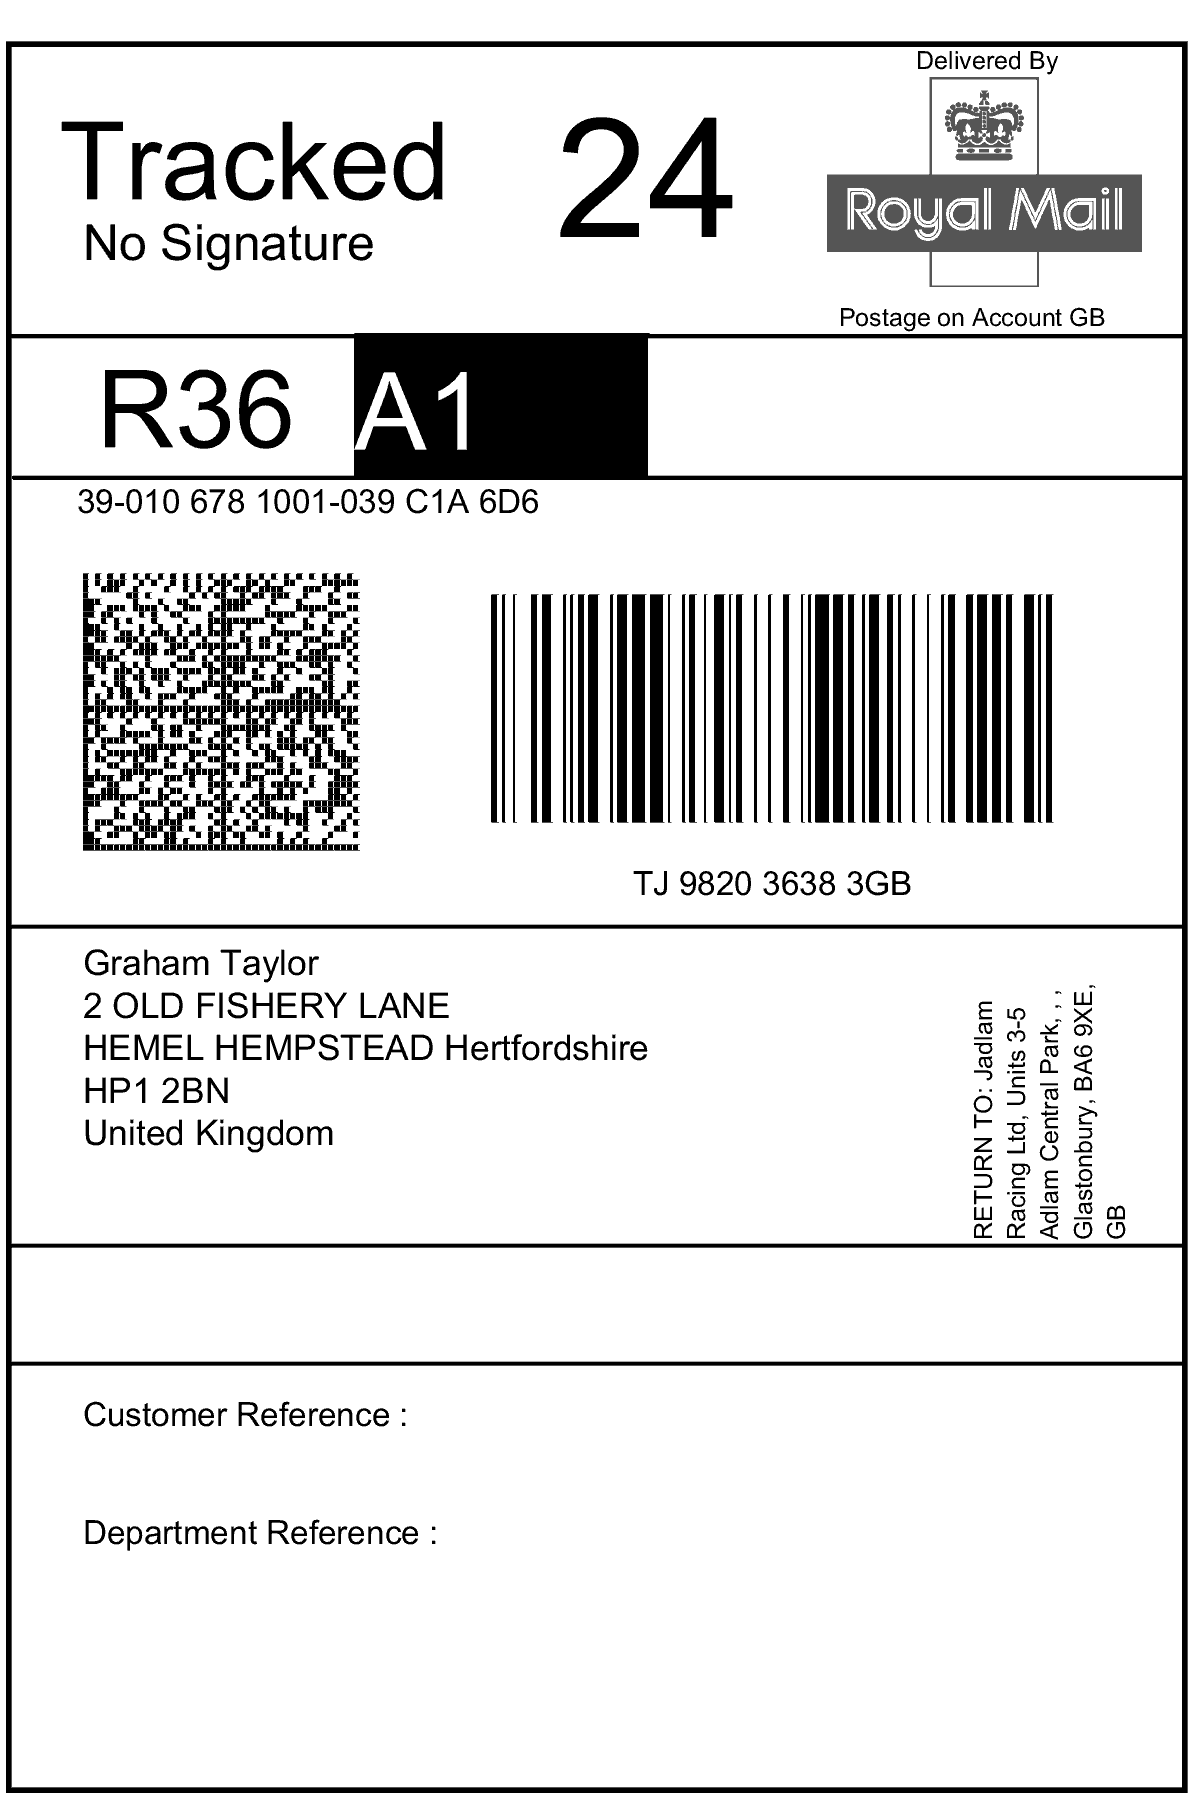 Delivered By
Tracked 24
No Signature
Royal Mail
Postage on Account GB
R36 A1
39-010 678 1001-039 C1A 6D6
TJ 9820 3638 3GB
Graham Taylor
2 OLD FISHERY LANE
HEMEL HEMPSTEAD Hertfordshire
HP1 2BN
United Kingdom
RETURN TO: Jadlam
Racing Ltd, Units 3-5
Adlam Central Park, , ,
Glastonbury, BA6 9XE,
GB
Customer Reference :
Department Reference :